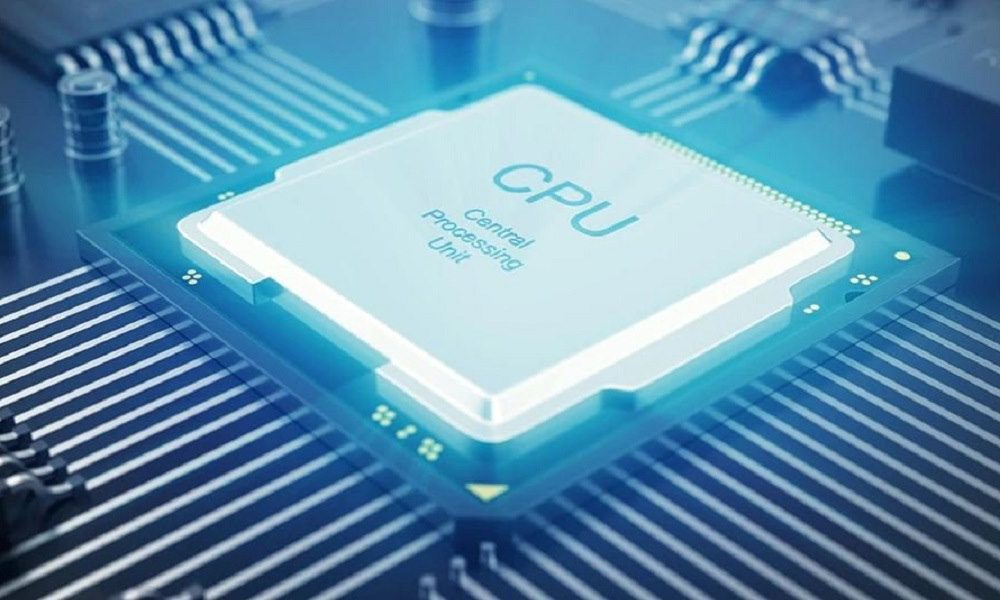 CPU
Central
Processing
Unit